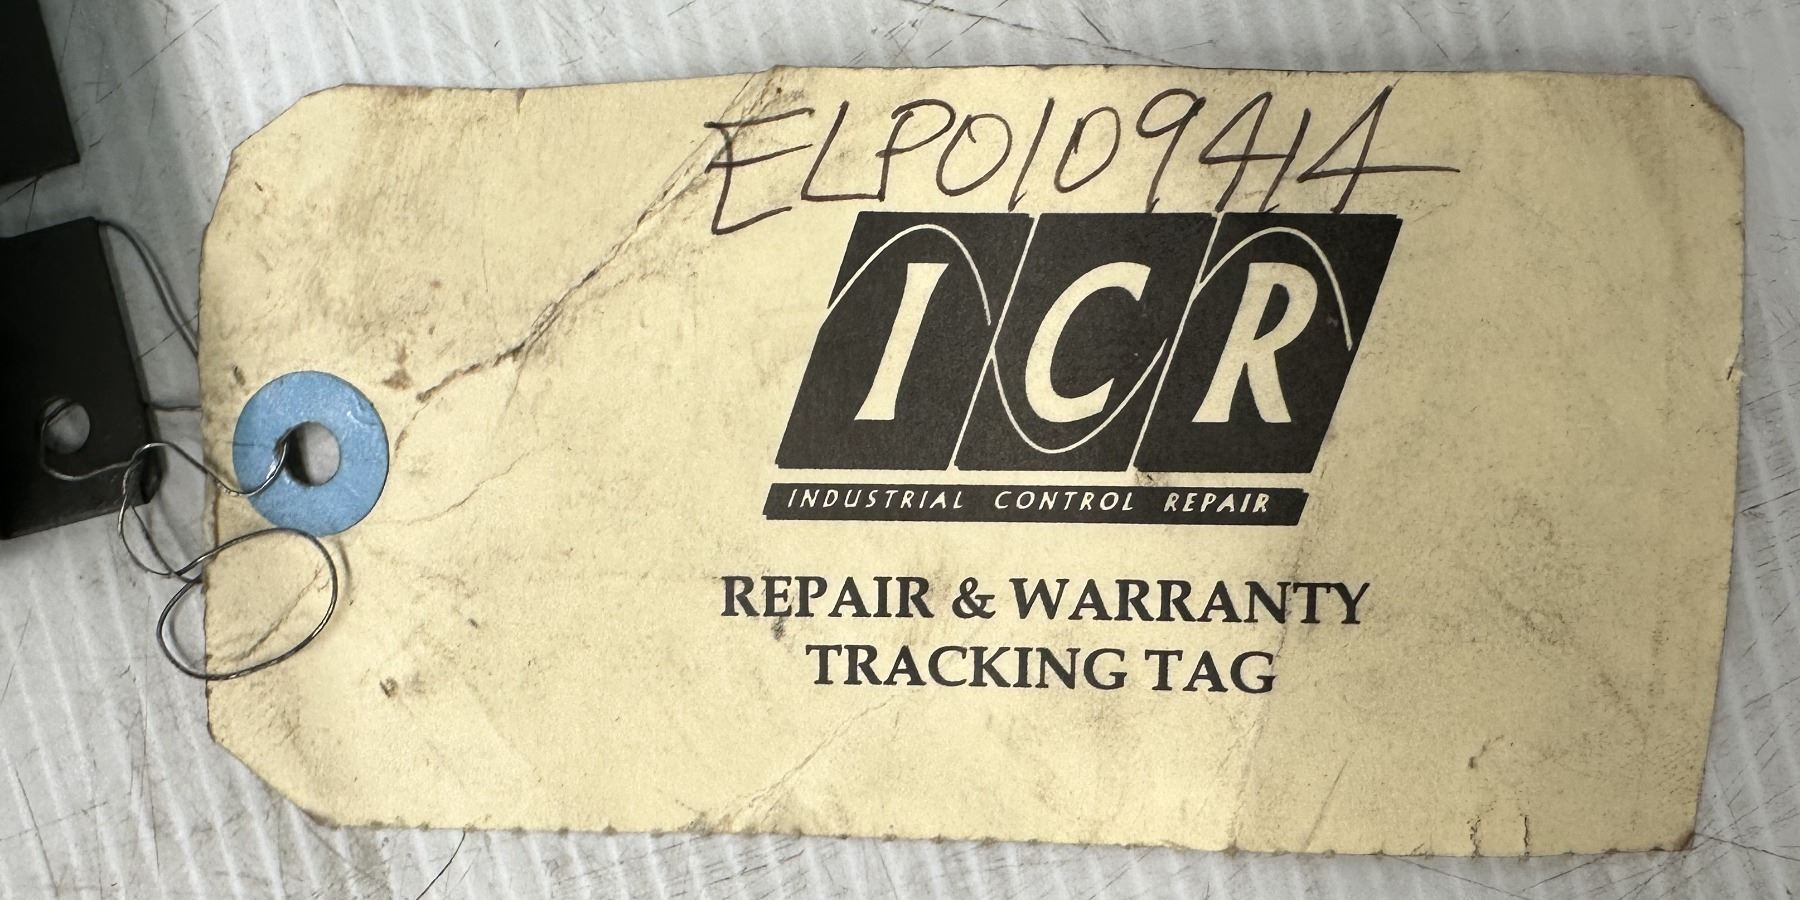 ELP0109414
ICR
INDUSTRIAL CONTROL REPAIR
REPAIR & WARRANTY
TRACKING TAG